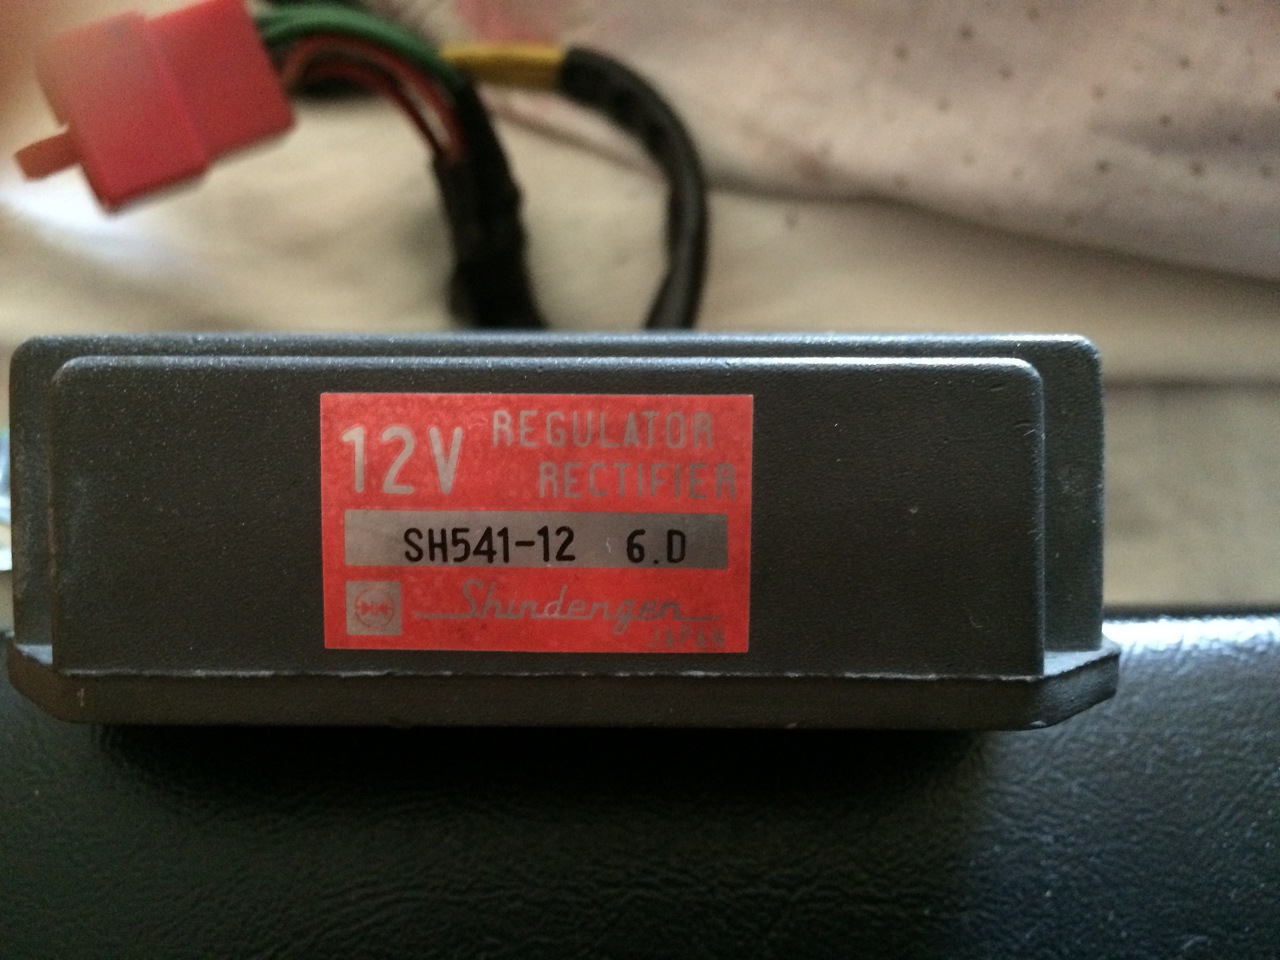 12V REGULATOR
RECTIFIER
SH541-12 6.D
Shindengen
JAPAN